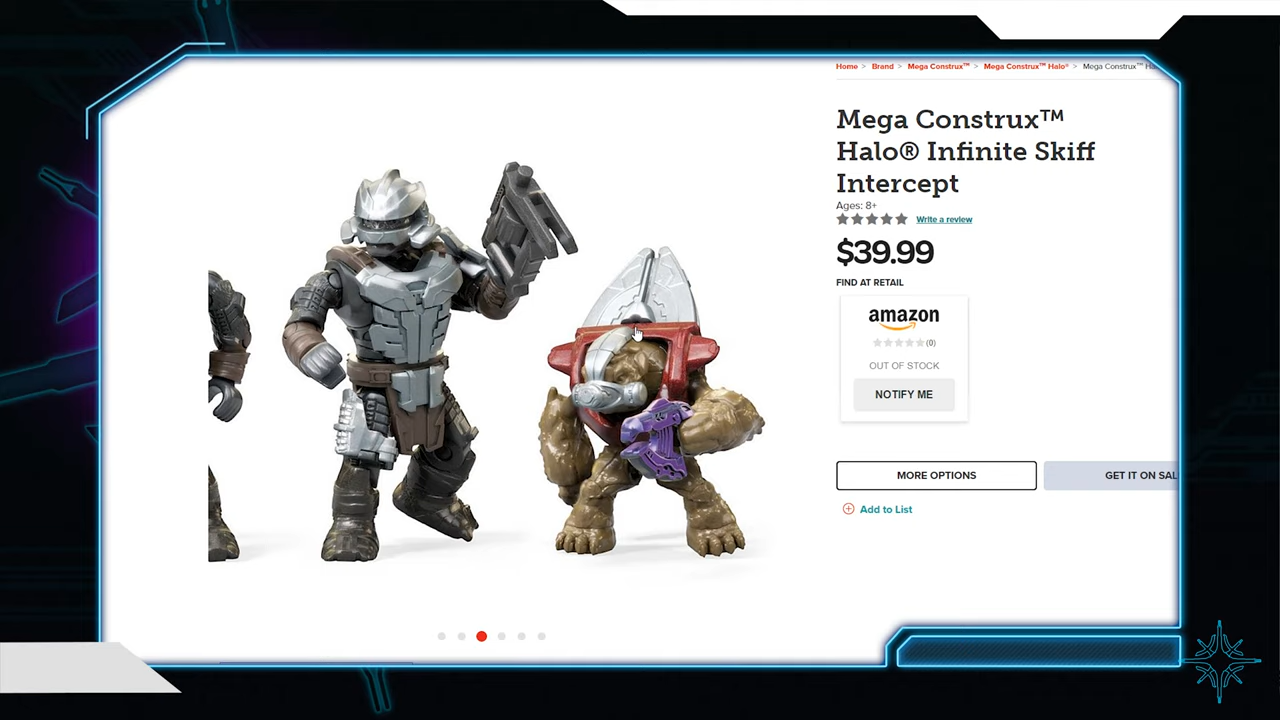 Home > Brand > Mega Construx™ > Mega Construx™ Halo® > Mega Construx™
Mega Construx™
Halo® Infinite Skiff
Intercept
Ages: 8+
Write a review
$39.99
FIND AT RETAIL
amazon
(0)
OUT OF STOCK
NOTIFY ME
MORE OPTIONS
GET IT ON SAL
Add to List